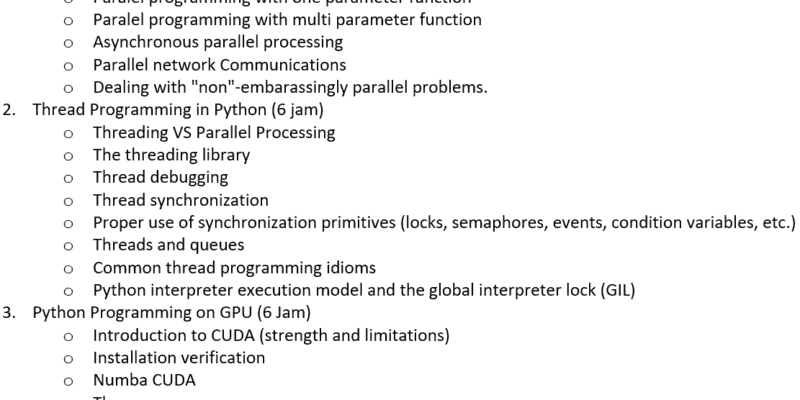 o Paralel programming with one parameter function
o Paralel programming with multi parameter function
o Asynchronous parallel processing
o Parallel network Communications
o Dealing with "non"-embarassingly parallel problems.
2. Thread Programming in Python (6 jam)
o Threading VS Parallel Processing
o The threading library
o Thread debugging
o Thread synchronization
o Proper use of synchronization primitives (locks, semaphores, events, condition variables, etc.)
o Threads and queues
o Common thread programming idioms
o Python interpreter execution model and the global interpreter lock (GIL)
3. Python Programming on GPU (6 Jam)
o Introduction to CUDA (strength and limitations)
o Installation verification
o Numba CUDA